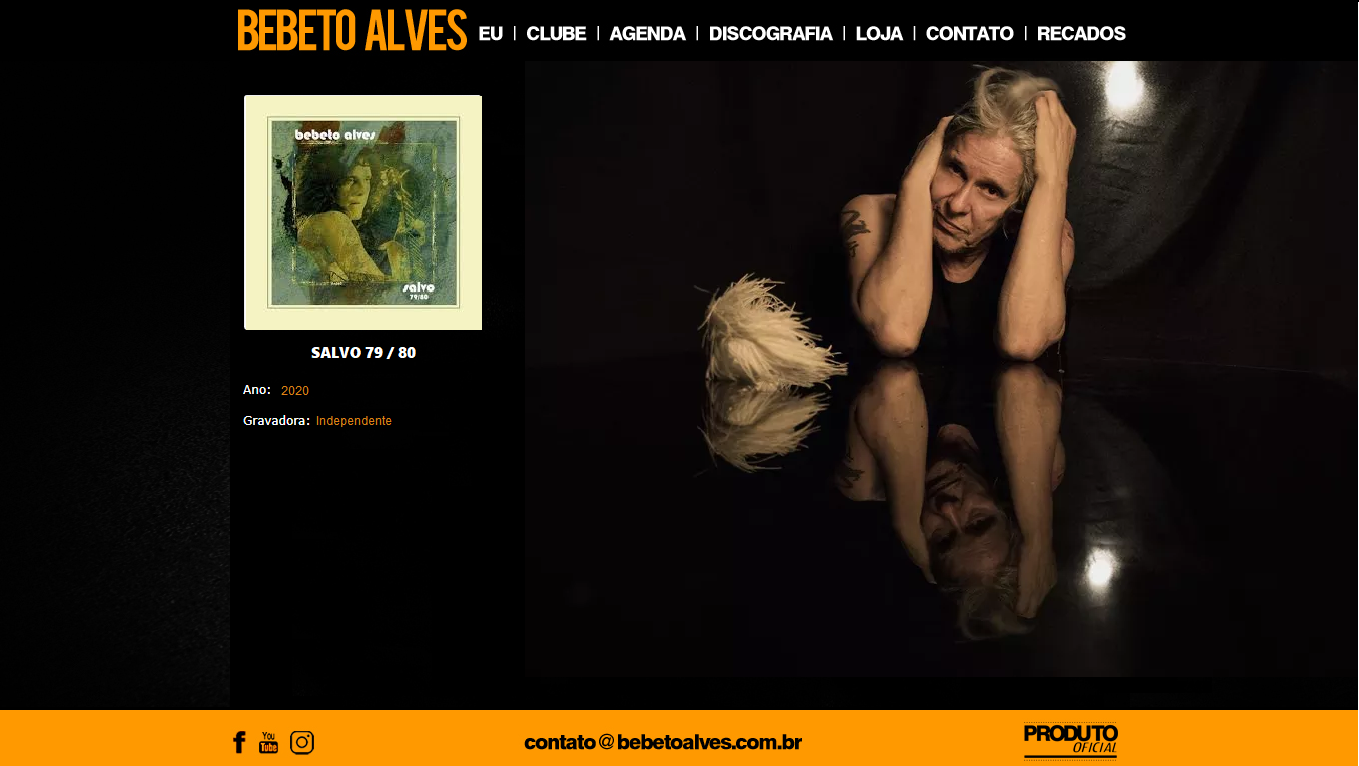 BEBETO ALVES
EU | CLUBE | AGENDA | DISCOGRAFIA | LOJA | CONTATO | RECADOS
bebeto alves
salvo
79/80
SALVO 79 / 80
Ano: 2020
Gravadora: Independente
f You Tube
contato@bebetoalves.com.br
PRODUTO
OFICIAL